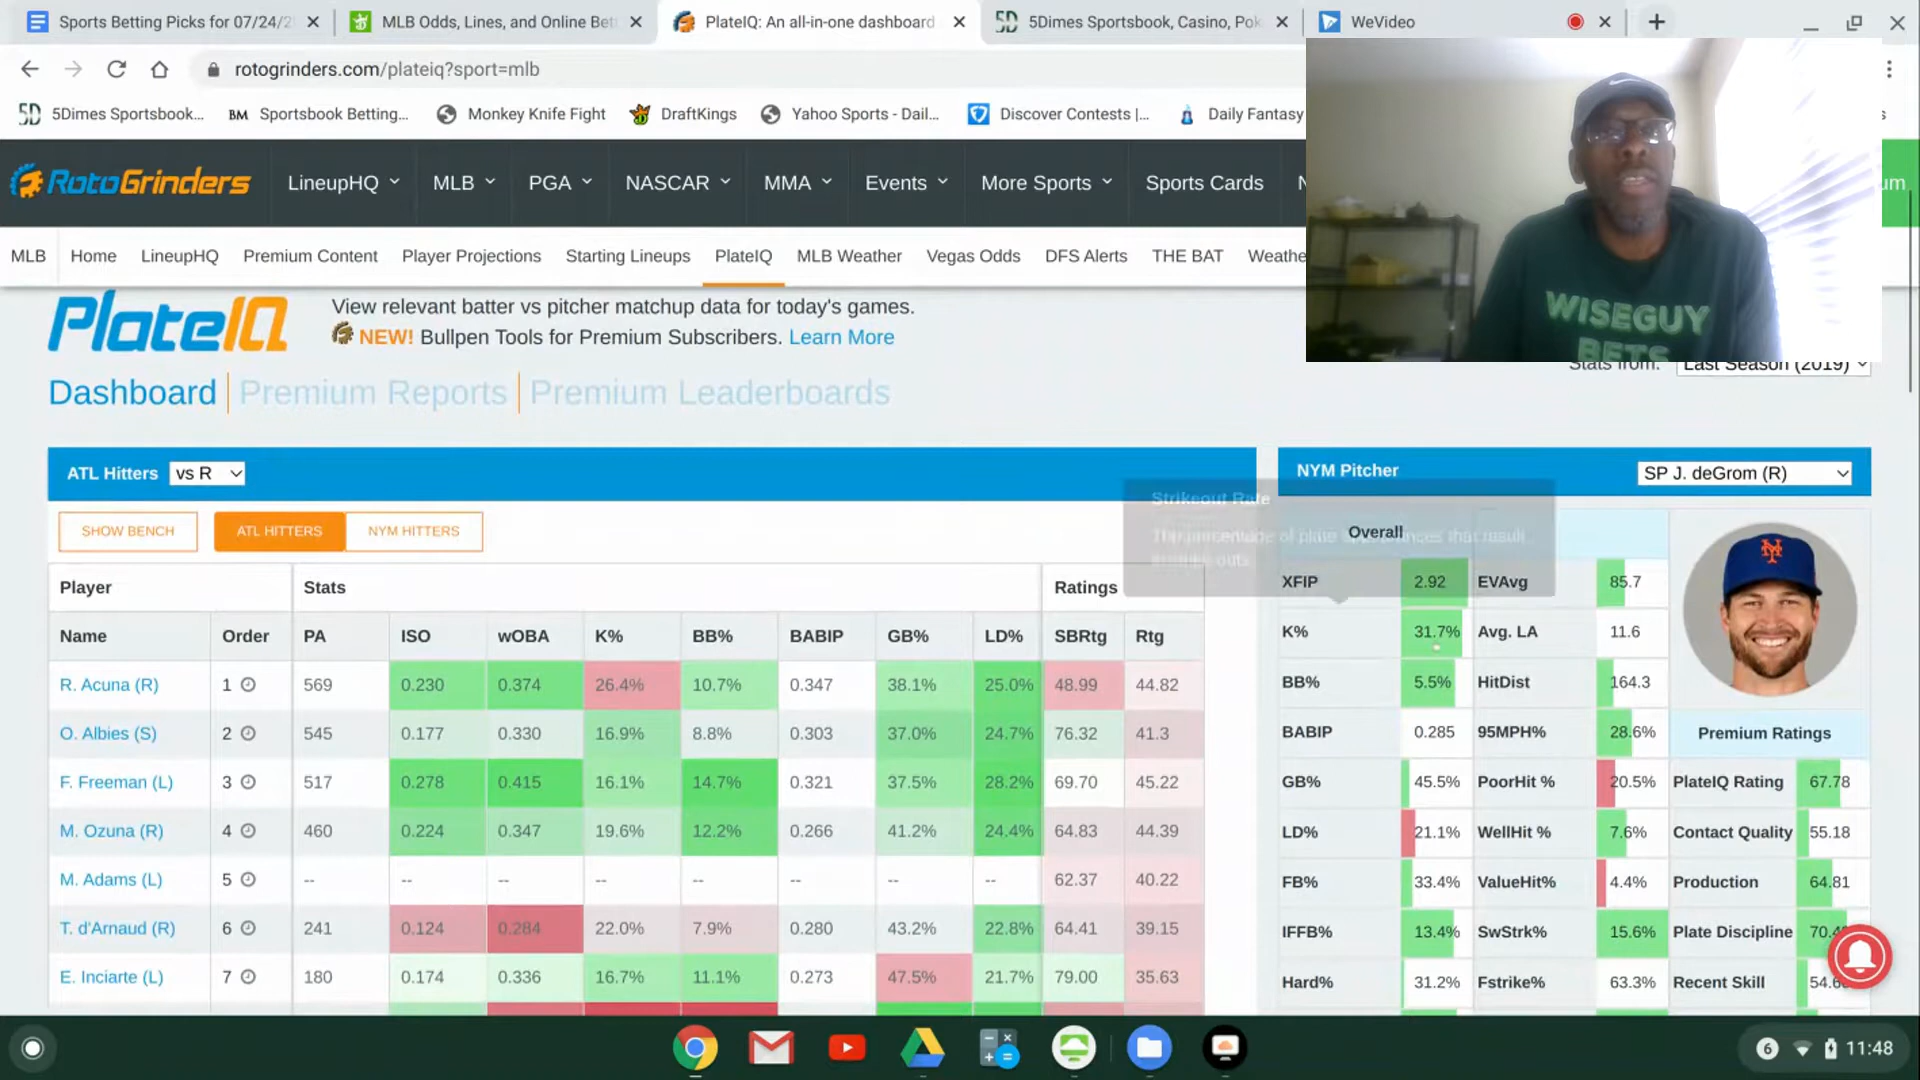 Sports Betting Picks for 07/24/2
MLB Odds, Lines, and Online Bett
PlateIQ: An all-in-one dashboard
5Dimes Sportsbook, Casino, Pok
WeVideo
rotogrinders.com/plateiq?sport=mlb
5Dimes Sportsbook...
BM Sportsbook Betting...
Monkey Knife Fight
DraftKings
Yahoo Sports - Dail...
Discover Contests |...
Daily Fantasy
RotoGrinders
LineupHQ
MLB
PGA
NASCAR
MMA
Events
More Sports
Sports Cards
um
MLB
Home
LineupHQ
Premium Content
Player Projections
Starting Lineups
PlateIQ
MLB Weather
Vegas Odds
DFS Alerts
THE BAT
Weathe
WISEGUY
BETS
PlateIQ
View relevant batter vs pitcher matchup data for today's games.
NEW! Bullpen Tools for Premium Subscribers. Learn More
Stats from: Last Season (2019)
Dashboard | Premium Reports | Premium Leaderboards
ATL Hitters vs R
NYM Pitcher SP J. deGrom (R)
SHOW BENCH ATL HITTERS NYM HITTERS
Strikeout Rate
Overall
Player Stats Ratings
Name Order PA ISO wOBA K% BB% BABIP GB% LD% SBRtg Rtg
R. Acuna (R) 1 569 0.230 0.374 26.4% 10.7% 0.347 38.1% 25.0% 48.99 44.82
O. Albies (S) 2 545 0.177 0.330 16.9% 8.8% 0.303 37.0% 24.7% 76.32 41.3
F. Freeman (L) 3 517 0.278 0.415 16.1% 14.7% 0.321 37.5% 28.2% 69.70 45.22
M. Ozuna (R) 4 460 0.224 0.347 19.6% 12.2% 0.266 41.2% 24.4% 64.83 44.39
M. Adams (L) 5 -- -- -- -- -- -- -- -- 62.37 40.22
T. d'Arnaud (R) 6 241 0.124 0.284 22.0% 7.9% 0.280 43.2% 22.8% 64.41 39.15
E. Inciarte (L) 7 180 0.174 0.336 16.7% 11.1% 0.273 47.5% 21.7% 79.00 35.63
XFIP 2.92 EVAvg 85.7
K% 31.7% Avg. LA 11.6
BB% 5.5% HitDist 164.3
BABIP 0.285 95MPH% 28.6% Premium Ratings
GB% 45.5% PoorHit % 20.5% PlateIQ Rating 67.78
LD% 21.1% WellHit % 7.6% Contact Quality 55.18
FB% 33.4% ValueHit% 4.4% Production 64.81
IFFB% 13.4% SwStrk% 15.6% Plate Discipline 70.4
Hard% 31.2% Fstrike% 63.3% Recent Skill 54.6
6 11:48